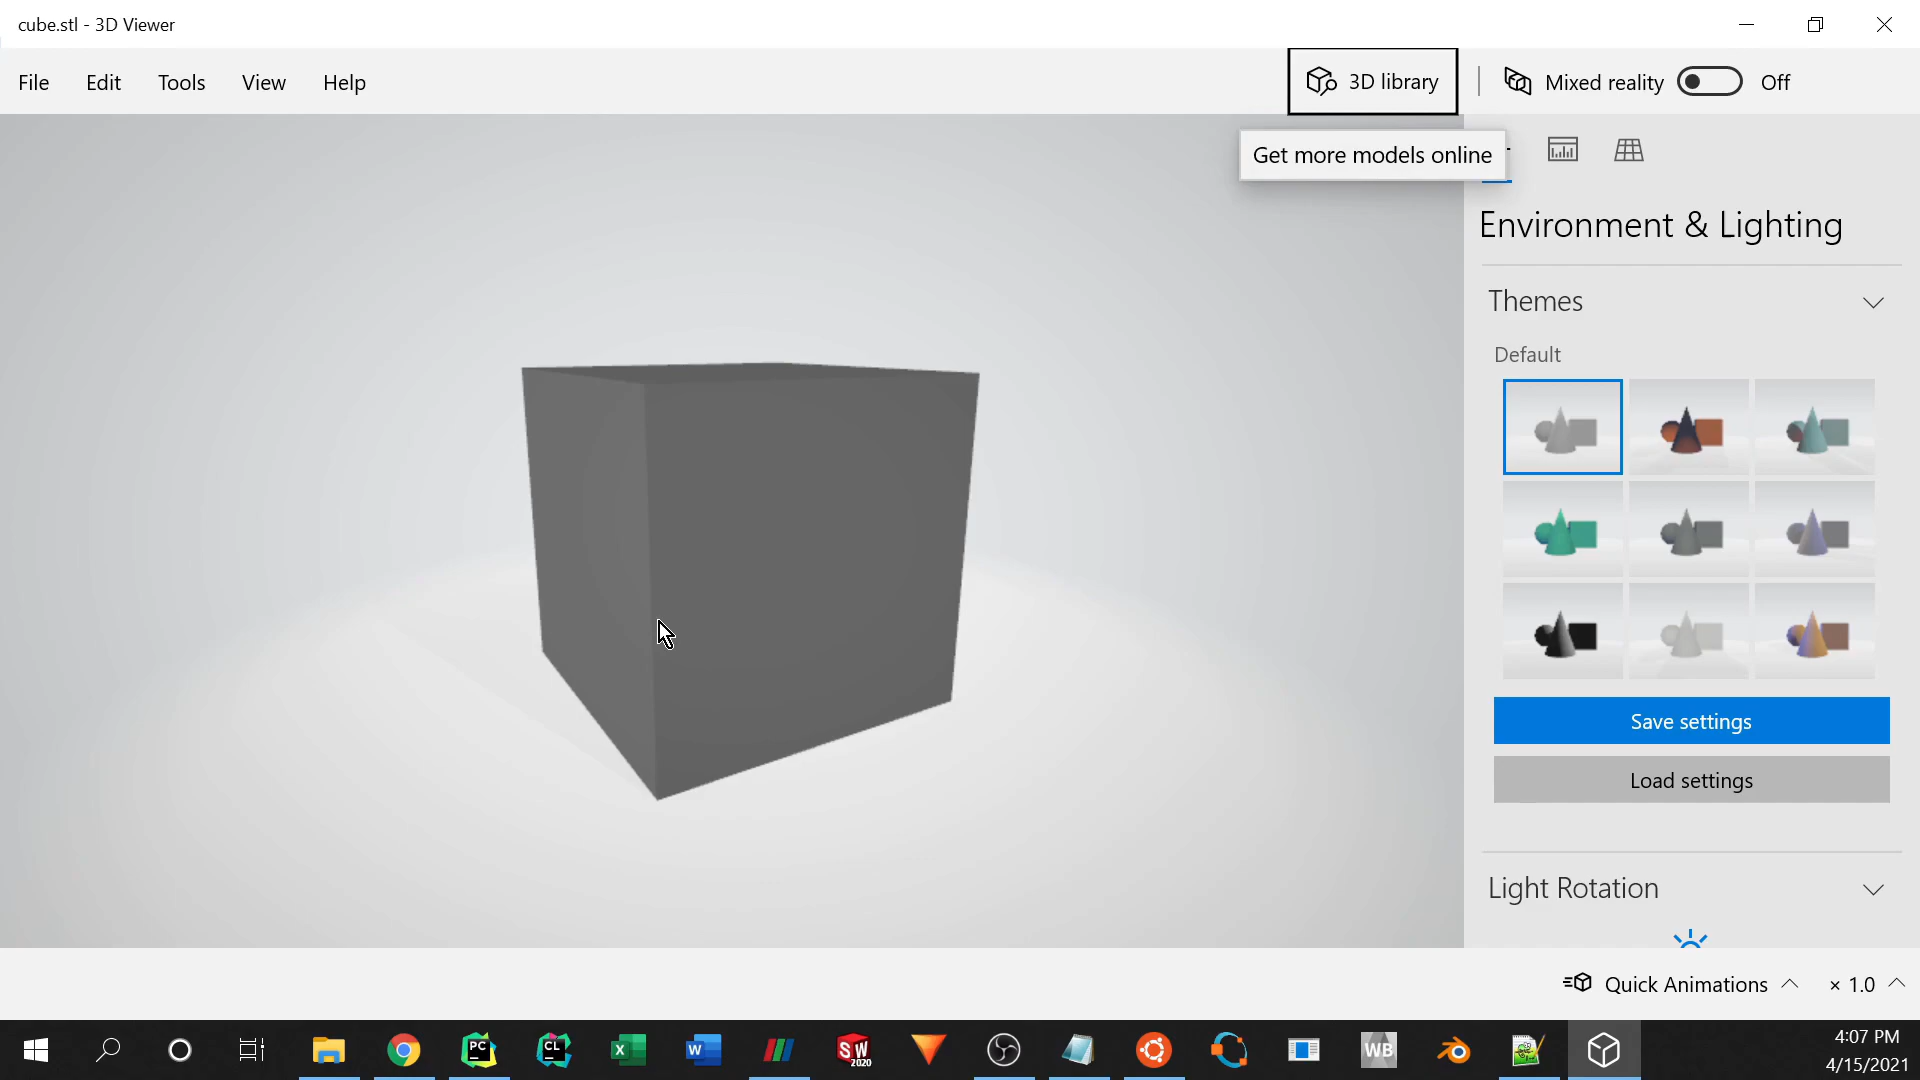 cube.stl - 3D Viewer
File Edit Tools View Help
3D library
Mixed reality Off
Get more models online
Environment & Lighting
Themes
Default
Save settings
Load settings
Light Rotation
Quick Animations × 1.0
PC CL X W SW 2020 WB
4:07 PM
4/15/2021